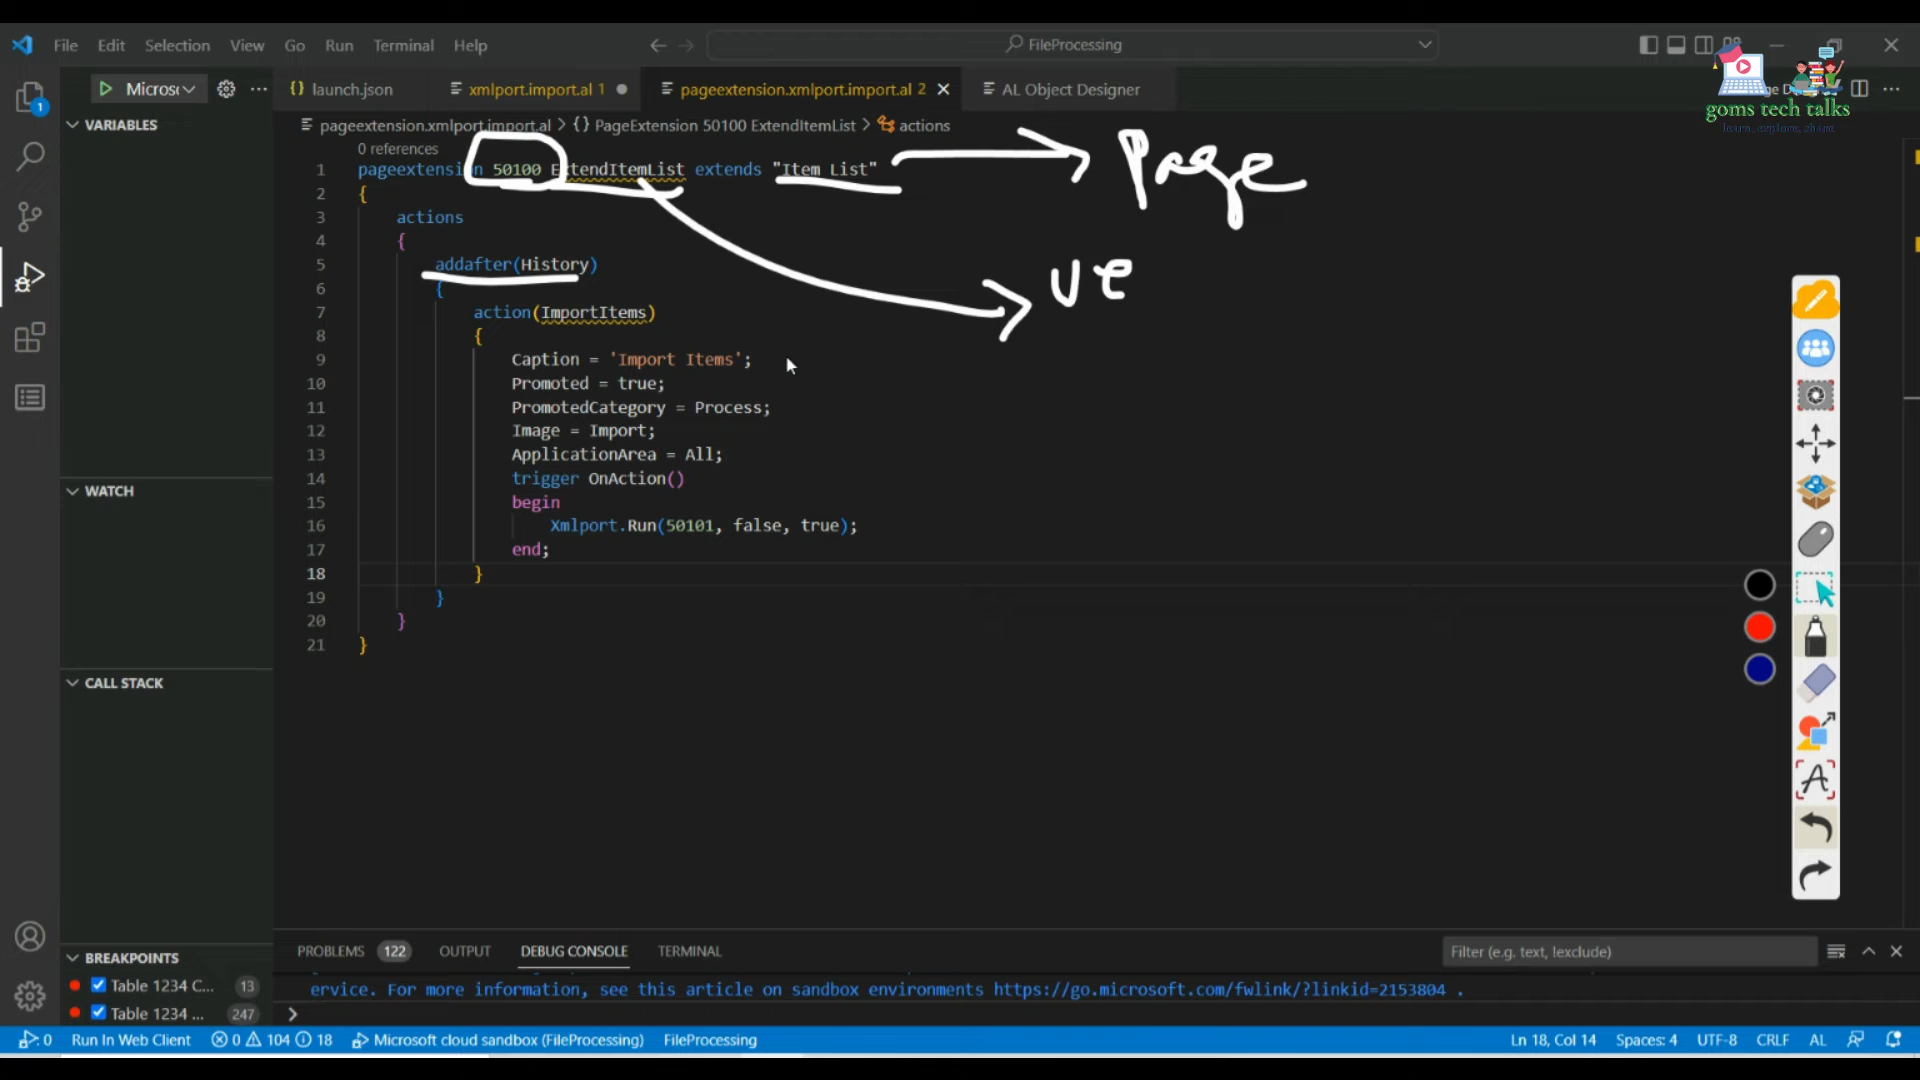 File Edit Selection View Go Run Terminal Help
FileProcessing
goms tech talks
learn, explore, share
Micros
launch.json
xmlport.import.al 1
pageextension.xmlport.import.al 2
AL Object Designer
VARIABLES
pageextension.xmlport.import.al > {} PageExtension 50100 ExtendItemList > actions
0 references
1 pageextension 50100 ExtendItemList extends "Item List"
Page
2 {
3 actions
4 {
5 addafter(History)
ve
6 {
7 action(ImportItems)
8 {
9 Caption = 'Import Items';
10 Promoted = true;
11 PromotedCategory = Process;
12 Image = Import;
13 ApplicationArea = All;
14 trigger OnAction()
15 begin
16 Xmlport.Run(50101, false, true);
17 end;
18 }
19 }
20 }
21 }
WATCH
CALL STACK
BREAKPOINTS
Table 1234 C... 13
Table 1234 ... 247
PROBLEMS 122 OUTPUT DEBUG CONSOLE TERMINAL
Filter (e.g. text, !exclude)
ervice. For more information, see this article on sandbox environments https://go.microsoft.com/fwlink/?linkid=2153804 .
0 Run In Web Client 0 104 18 Microsoft cloud sandbox (FileProcessing) FileProcessing
Ln 18, Col 14 Spaces: 4 UTF-8 CRLF AL